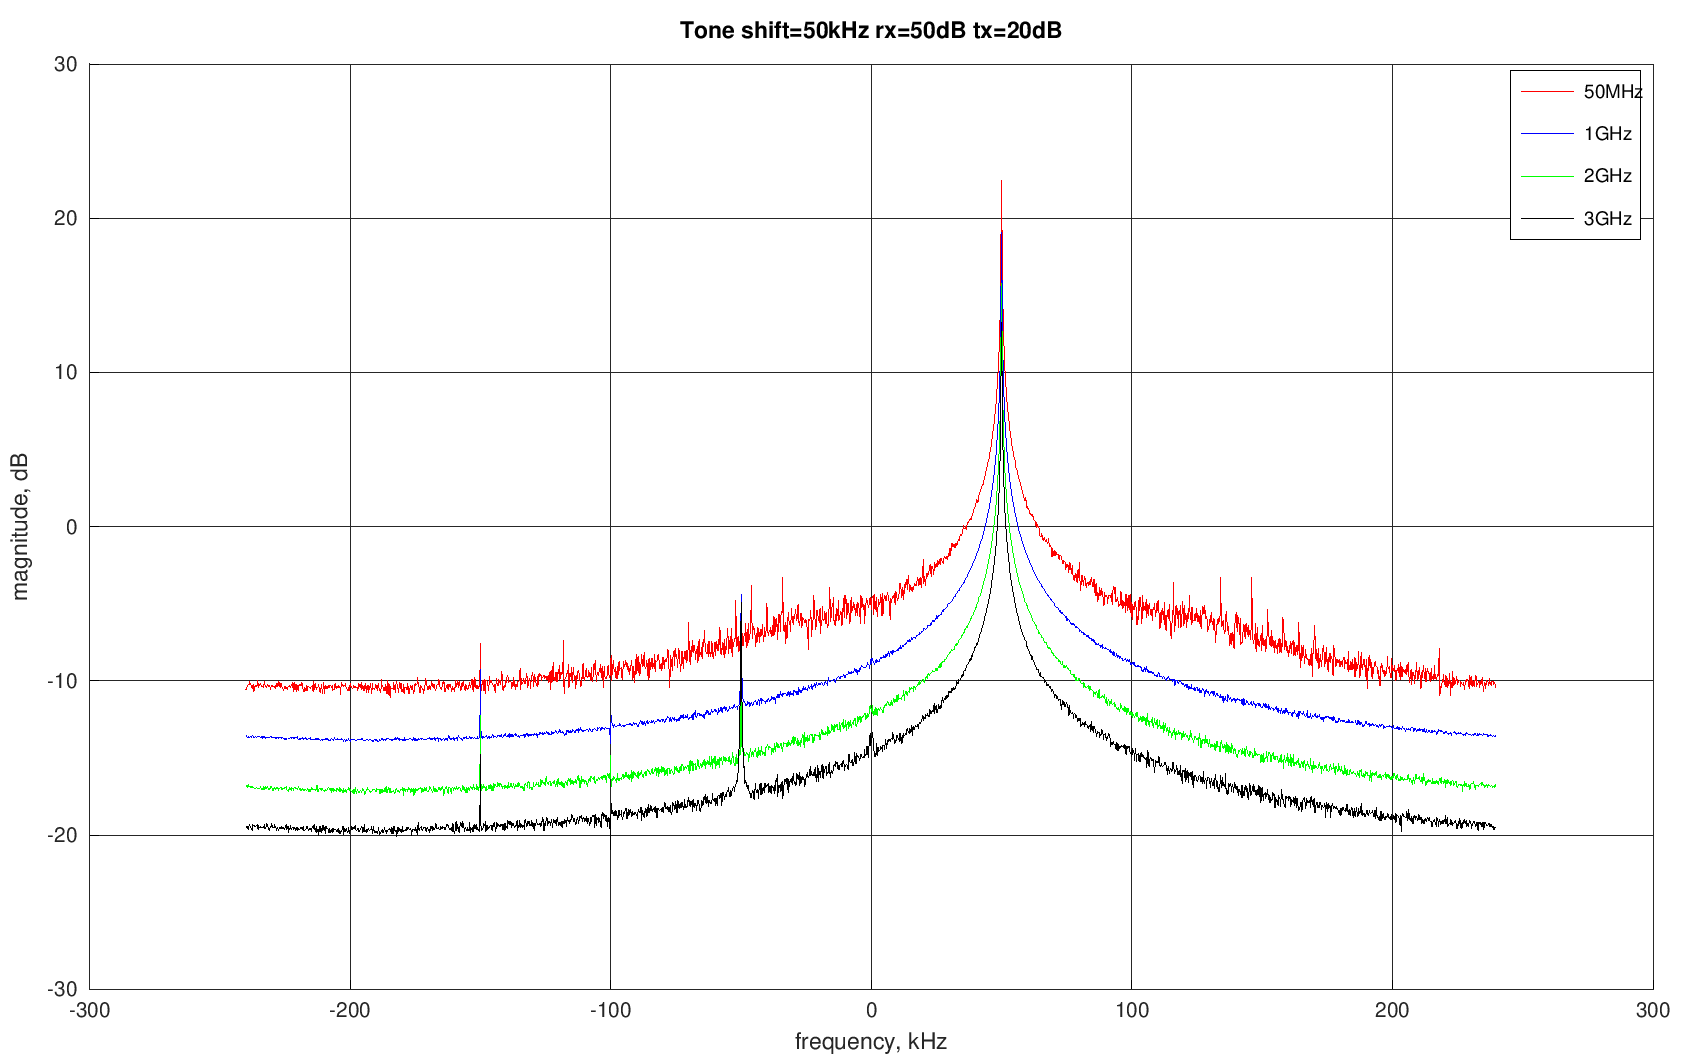 Tone shift=50kHz rx=50dB tx=20dB
30
20
10
0
-10
-20
-30
magnitude, dB
-300
-200
-100
0
100
200
300
frequency, kHz
50MHz
1GHz
2GHz
3GHz